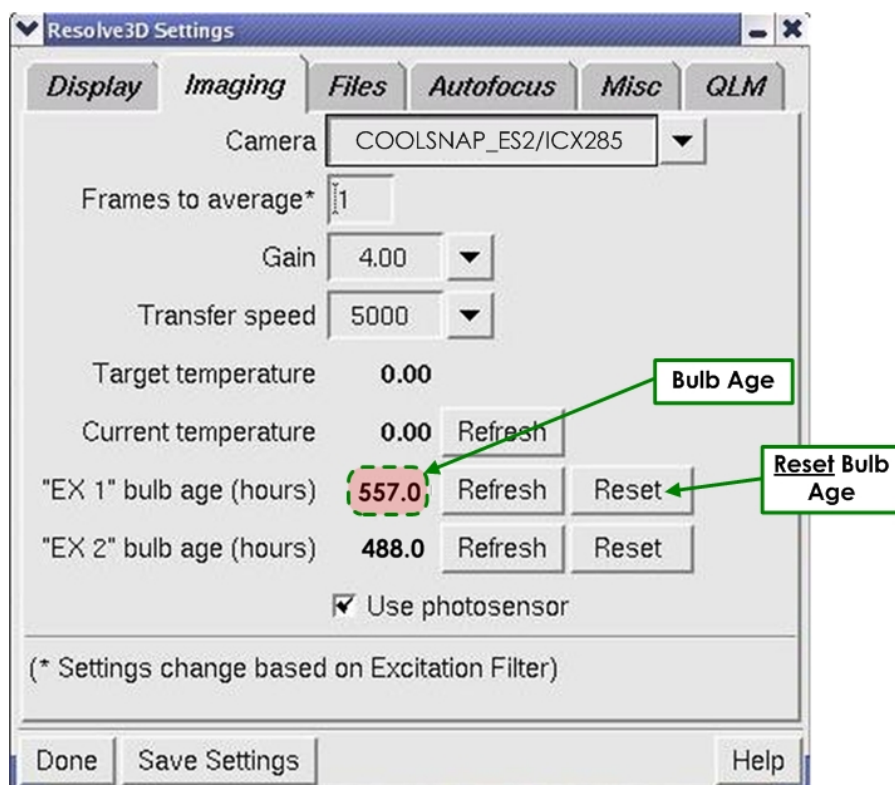 Resolve3D Settings
Display Imaging Files Autofocus Misc QLM
Camera COOLSNAP_ES2/ICX285
Frames to average* 1
Gain 4.00
Transfer speed 5000
Target temperature 0.00
Bulb Age
Current temperature 0.00 Refresh
"EX 1" bulb age (hours) 557.0 Refresh Reset
Reset Bulb
Age
"EX 2" bulb age (hours) 488.0 Refresh Reset
Use photosensor
(* Settings change based on Excitation Filter)
Done Save Settings Help